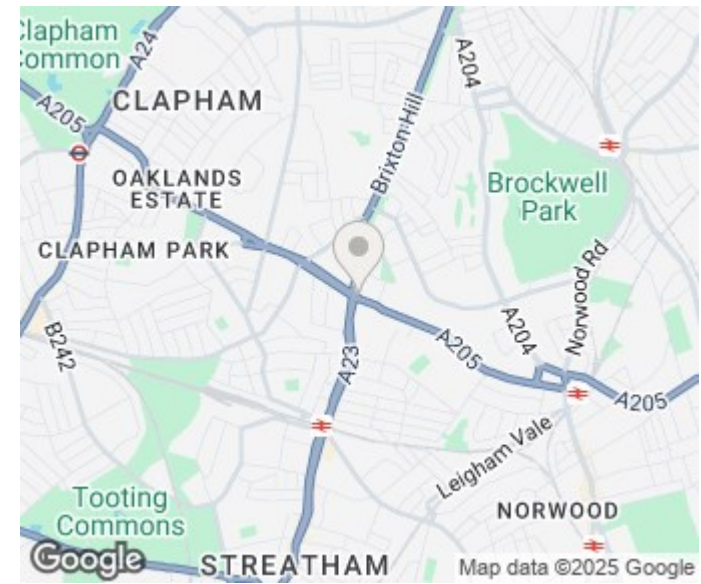 Clapham
Common
A24
A204
A205
CLAPHAM
Brixton Hill
OAKLANDS
ESTATE
Brockwell
Park
CLAPHAM PARK
Norwood Rd
A204
B242
A23
A205
A205
Leigham Vale
Tooting
Commons
NORWOOD
STREATHAM
Google
Map data ©2025 Google